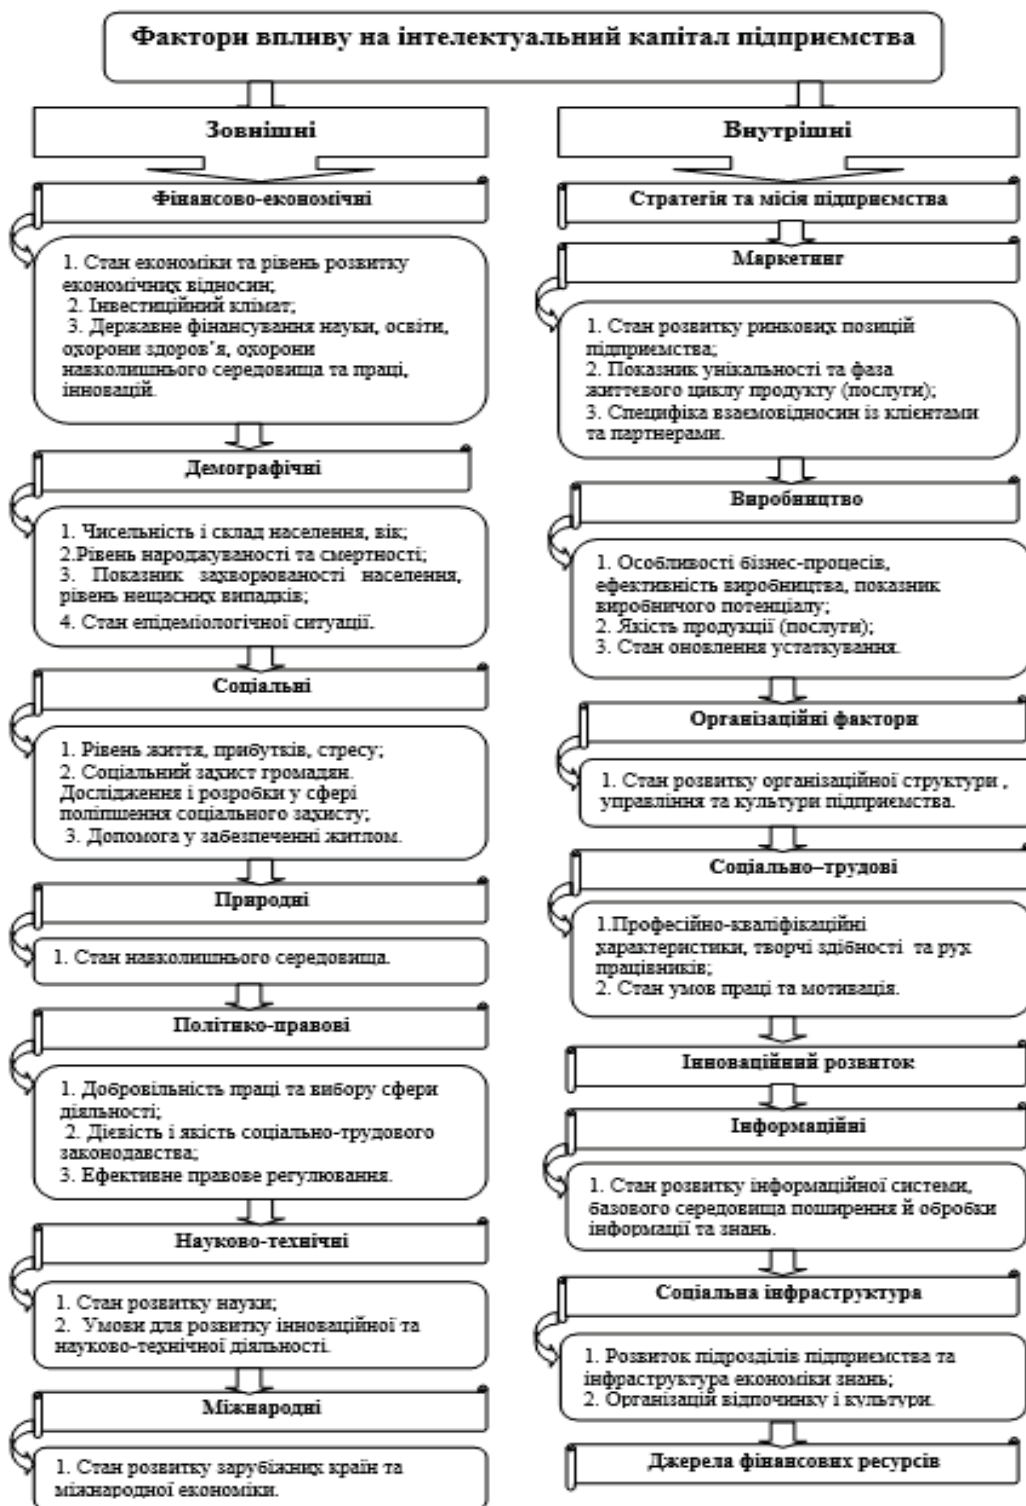 Фактори впливу на інтелектуальний капітал підприємства
Зовнішні
Фінансово-економічні
1. Стан економіки та рівень розвитку
економічних відносин;
2. Інвестиційний клімат;
3. Державне фінансування науки, освіти,
охорони здоров’я, охорони
навколишнього середовища та праці,
інновацій.
Демографічні
1. Чисельність і склад населення, вік;
2.Рівень народжуваності та смертності;
3. Показник захворюваності населення,
рівень нещасних випадків;
4. Стан епідеміологічної ситуації.
Соціальні
1. Рівень життя, прибутків, стресу;
2. Соціальний захист громадян.
Дослідження і розробки у сфері
поліпшення соціального захисту;
3. Допомога у забезпеченні житлом.
Природні
1. Стан навколишнього середовища.
Політико-правові
1. Добровільність праці та вибору сфери
діяльності;
2. Дієвість і якість соціально-трудового
законодавства;
3. Ефективне правове регулювання.
Науково-технічні
1. Стан розвитку науки;
2. Умови для розвитку інноваційної та
науково-технічної діяльності.
Міжнародні
1. Стан розвитку зарубіжних країн та
міжнародної економіки.
Внутрішні
Стратегія та місія підприємства
Маркетинг
1. Стан розвитку ринкових позицій
підприємства;
2. Показник унікальності та фаза
життєвого циклу продукту (послуги);
3. Специфіка взаємовідносин із клієнтами
та партнерами.
Виробництво
1. Особливості бізнес-процесів,
ефективність виробництва, показник
виробничого потенціалу;
2. Якість продукції (послуги);
3. Стан оновлення устаткування.
Організаційні фактори
1. Стан розвитку організаційної структури ,
управління та культури підприємства.
Соціально–трудові
1.Професійно-кваліфікаційні
характеристики, творчі здібності та рух
працівників;
2. Стан умов праці та мотивація.
Інноваційний розвиток
Інформаційні
1. Стан розвитку інформаційної системи,
базового середовища поширення й обробки
інформації та знань.
Соціальна інфраструктура
1. Розвиток підрозділів підприємства та
інфраструктура економіки знань;
2. Організацій відпочинку і культури.
Джерела фінансових ресурсів